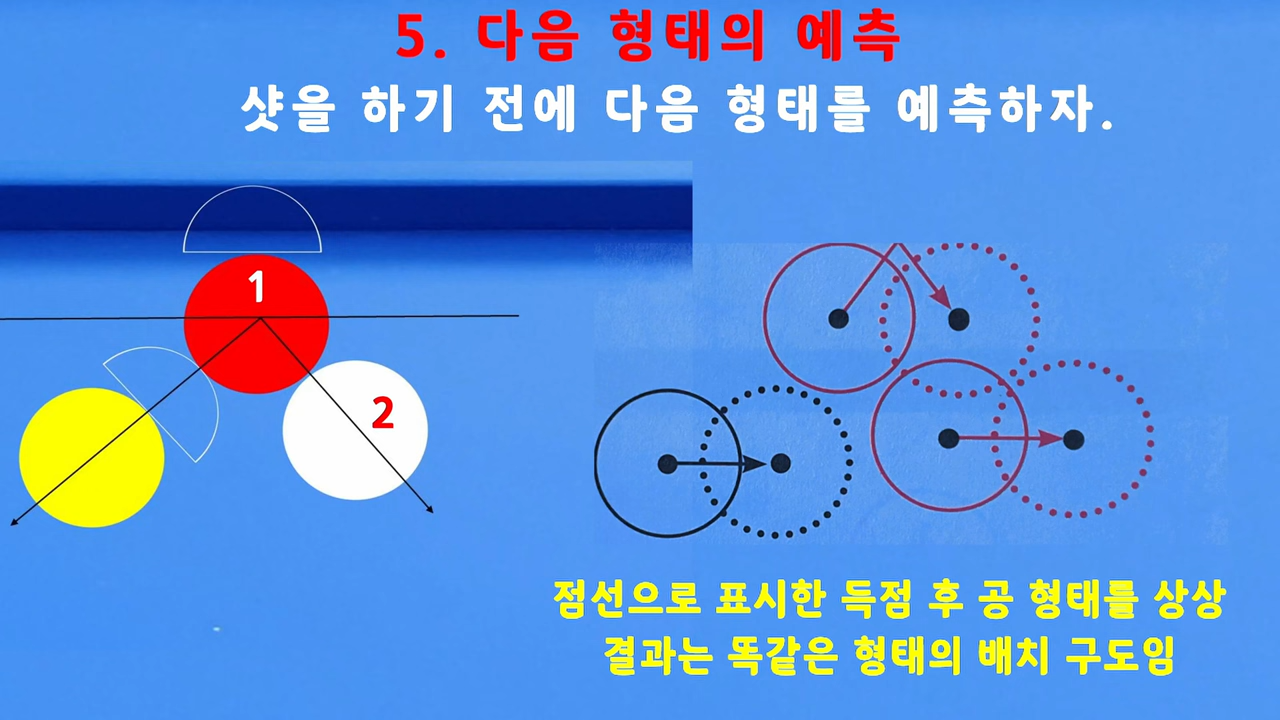 5. 다음 형태의 예측
샷을 하기 전에 다음 형태를 예측하자.
1
2
점선으로 표시한 득점 후 공 형태를 상상
결과는 똑같은 형태의 배치 구도임